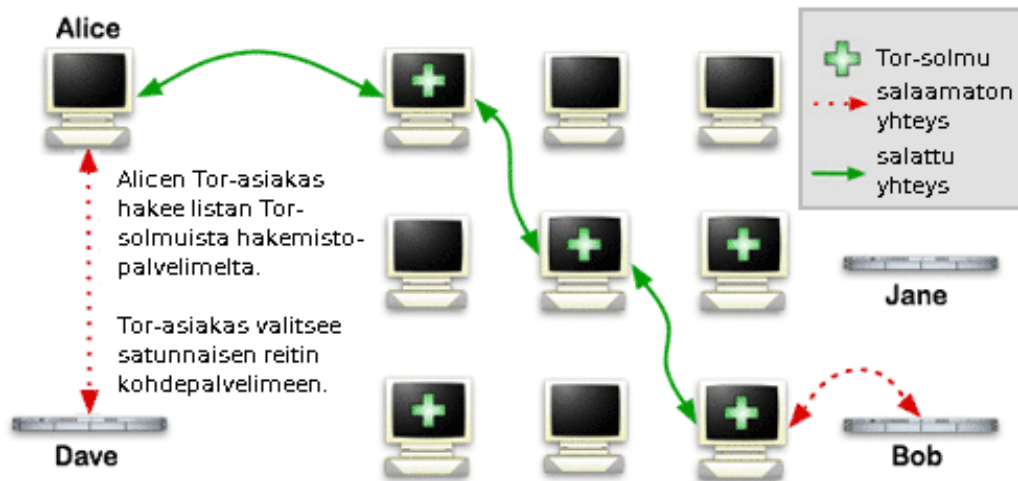 Alice
Tor-solmu
salaamaton
yhteys
salattu
yhteys
Alicen Tor-asiakas
hakee listan Tor-
solmuista hakemisto-
palvelimelta.
Tor-asiakas valitsee
satunnaisen reitin
kohdepalvelimeen.
Jane
Dave
Bob